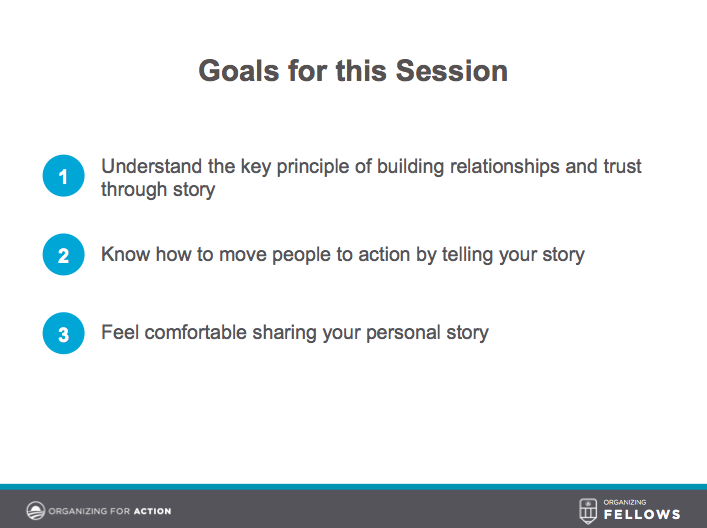 Goals for this Session
1
Understand the key principle of building relationships and trust
through story
2
Know how to move people to action by telling your story
3
Feel comfortable sharing your personal story
ORGANIZING FOR ACTION
ORGANIZING
FELLOWS